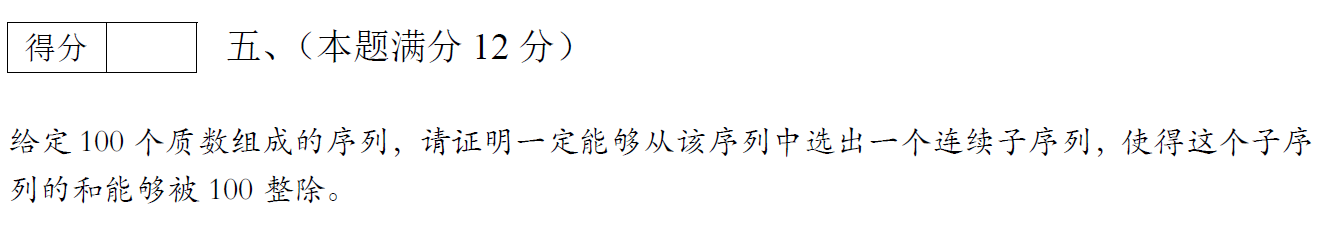 得分 五、（本题满分 12 分）
给定 100 个质数组成的序列，请证明一定能够从该序列中选出一个连续子序列，使得这个子序
列的和能够被 100 整除。